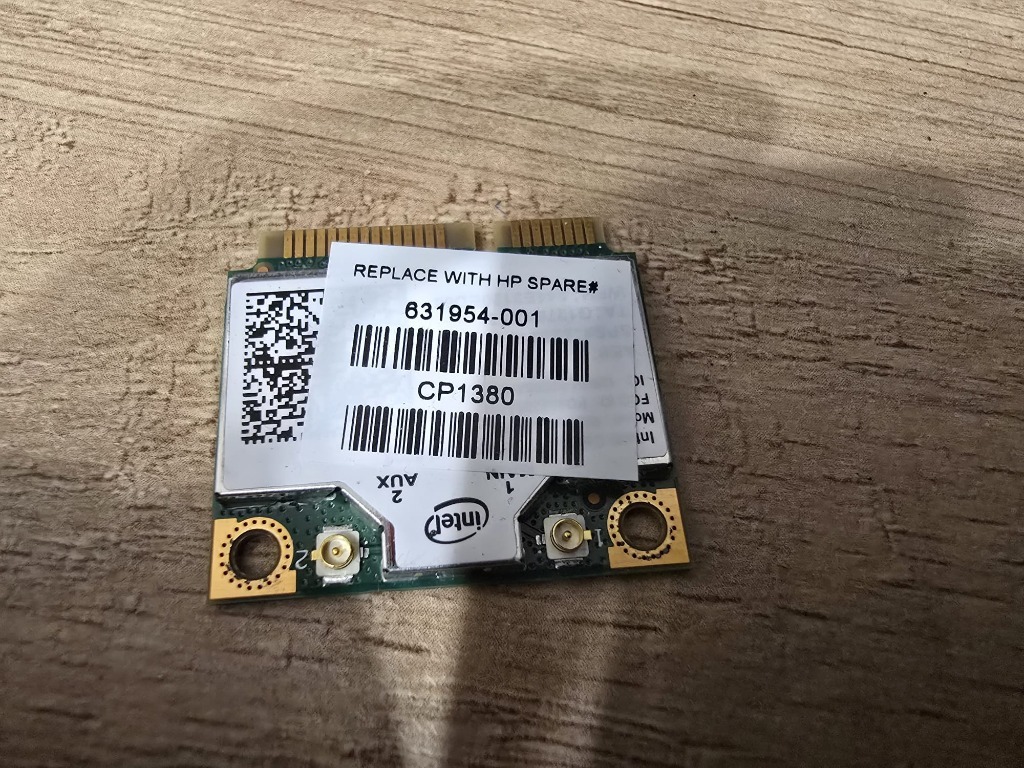 REPLACE WITH HP SPARE#
631954-001
CP1380
AUX
2
1
intel
2
1